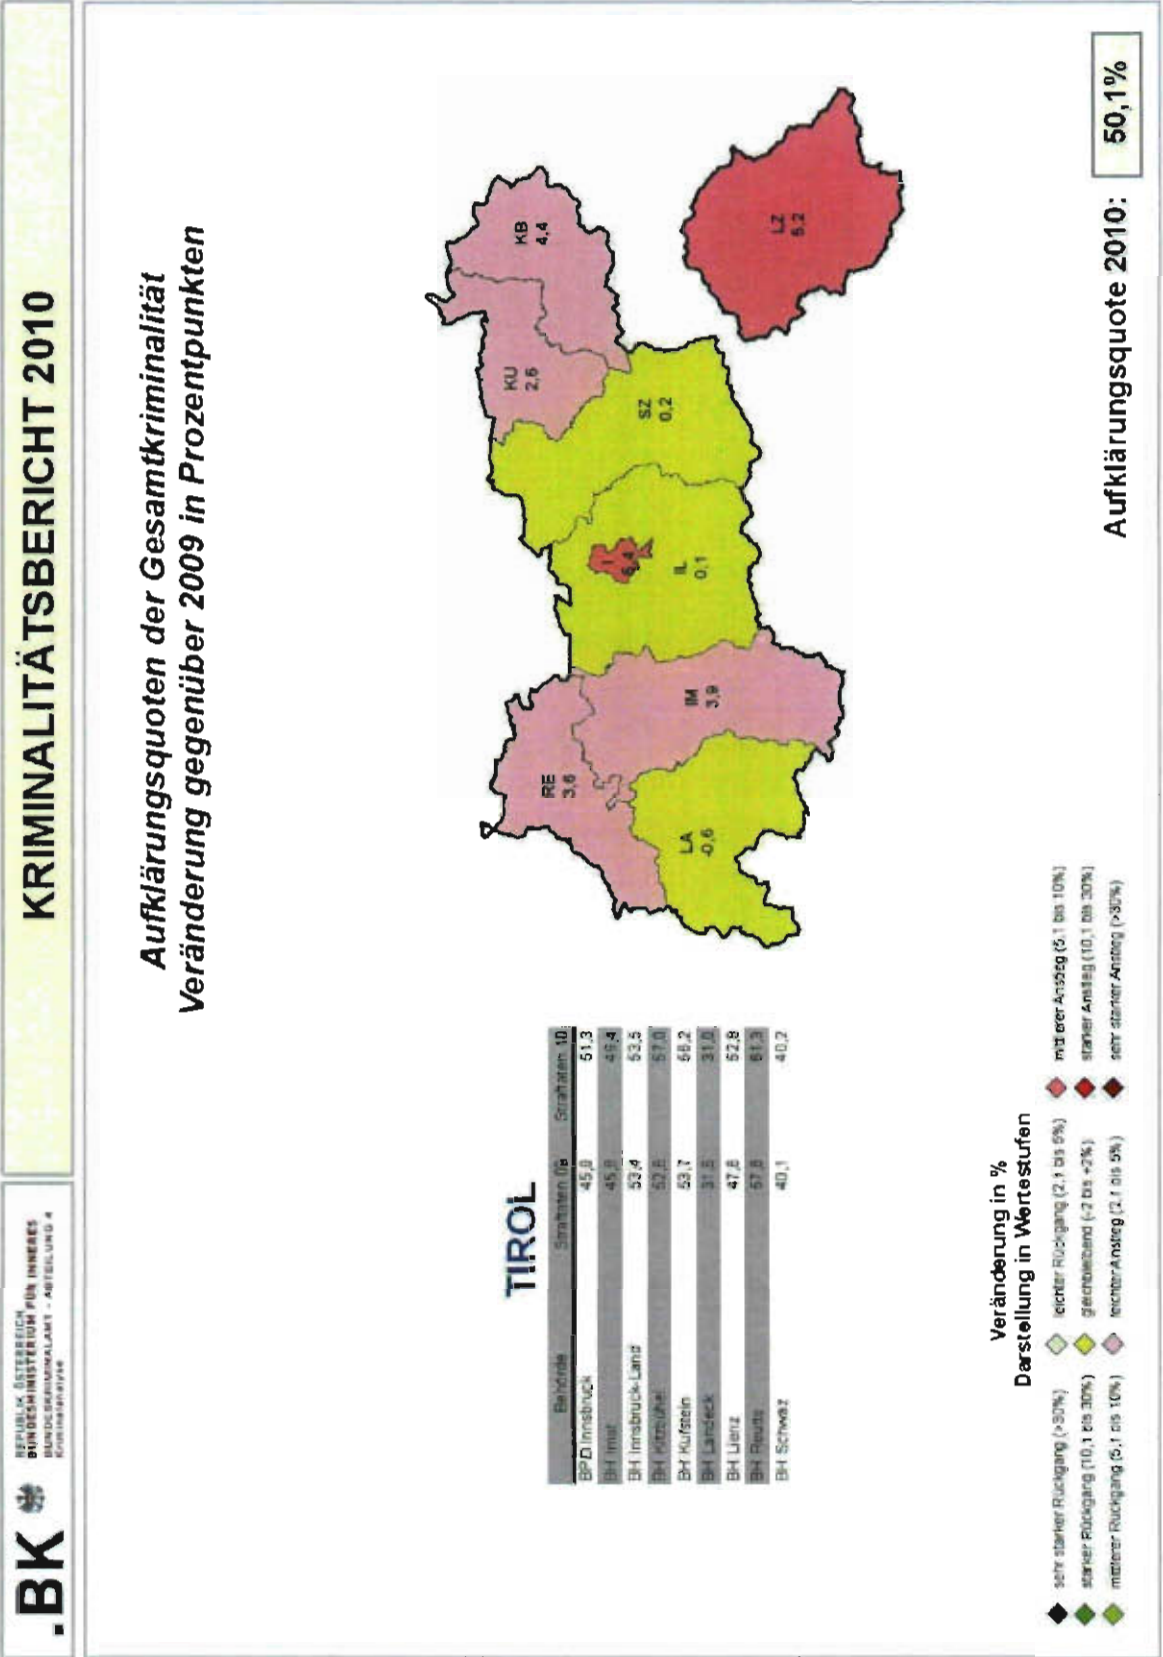 .BK
REPUBLIK ÖSTERREICH
BUNDESMINISTERIUM FÜR INNERES
BUNDESKRIMINALAMT - ABTEILUNG 4
Kriminalanalyse
KRIMINALITÄTSBERICHT 2010
Aufklärungsquoten der Gesamtkriminalität
Veränderung gegenüber 2009 in Prozentpunkten
TIROL
Behörde Straftaten 09 Straftaten 10
BPD Innsbruck 45,0 51,3
BH Imst 49,4
BH Innsbruck-Land 53,4 53,5
BH Kitzbühel 52,6 57,0
BH Kufstein 53,7 56,2
BH Landeck 31,6 31,0
BH Lienz 47,6 52,8
BH Reutte 57,8 61,3
BH Schwaz 40,1 40,2
RE
3,6
LA
-0,6
IM
3,9
I
IL
0,1
SZ
0,2
KU
2,6
KB
4,4
LZ
5,2
Veränderung in %
Darstellung in Wertestufen
sehr starker Rückgang (>30%)
starker Rückgang (10,1 bis 30%)
mittlerer Rückgang (5,1 bis 10%)
leichter Rückgang (2,1 bis 5%)
gleichbleibend (-2 bis +2%)
leichter Anstieg (2,1 bis 5%)
mittlerer Anstieg (5,1 bis 10%)
starker Anstieg (10,1 bis 30%)
sehr starker Anstieg (>30%)
Aufklärungsquote 2010: 50,1%